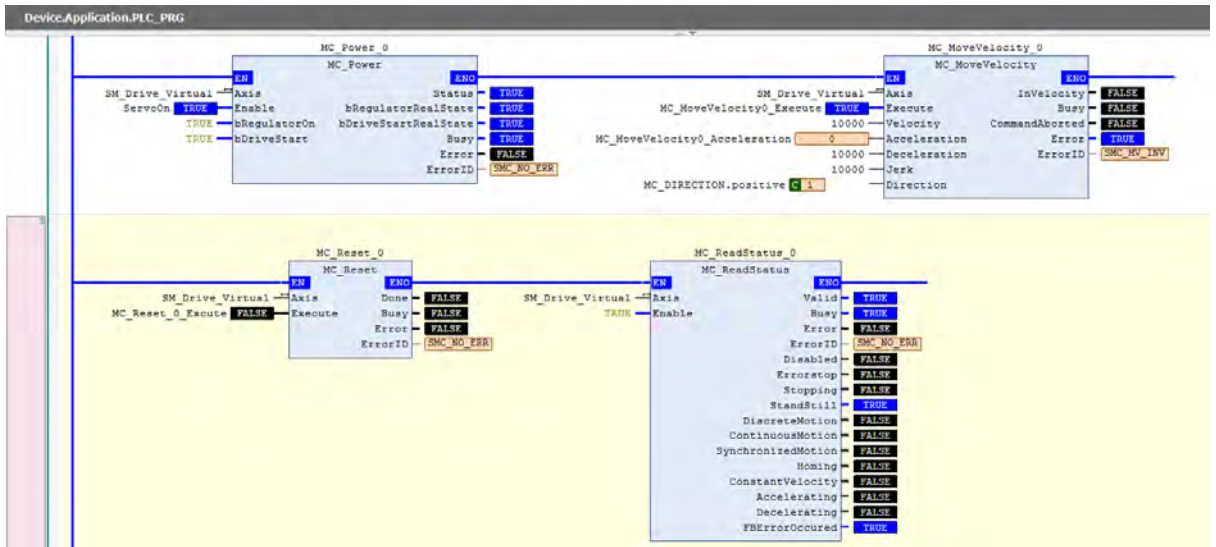 Device.Application.PLC_PRG
MC_Power_0
MC_Power
EN ENO
SM_Drive_Virtual Axis Status TRUE
ServoOn TRUE Enable bRegulatorRealState TRUE
TRUE bRegulatorOn bDriveStartRealState TRUE
TRUE bDriveStart Busy TRUE
Error FALSE
ErrorID SMC_NO_ERR
MC_MoveVelocity_0
MC_MoveVelocity
EN ENO
SM_Drive_Virtual Axis InVelocity FALSE
MC_MoveVelocity0_Execute TRUE Execute Busy FALSE
10000 Velocity CommandAborted FALSE
MC_MoveVelocity0_Acceleration 0 Acceleration Error TRUE
10000 Deceleration ErrorID SMC_MV_INV
10000 Jerk
MC_DIRECTION.positive C 1 Direction
3
MC_Reset_0
MC_Reset
EN ENO
SM_Drive_Virtual Axis Done FALSE
MC_Reset_0_Excute FALSE Execute Busy FALSE
Error FALSE
ErrorID SMC_NO_ERR
MC_ReadStatus_0
MC_ReadStatus
EN ENO
SM_Drive_Virtual Axis Valid TRUE
TRUE Enable Busy TRUE
Error FALSE
ErrorID SMC_NO_ERR
Disabled FALSE
Errorstop FALSE
Stopping FALSE
StandStill TRUE
DiscreteMotion FALSE
ContinuousMotion FALSE
SynchronizedMotion FALSE
Homing FALSE
ConstantVelocity FALSE
Accelerating FALSE
Decelerating FALSE
FBErrorOccured TRUE